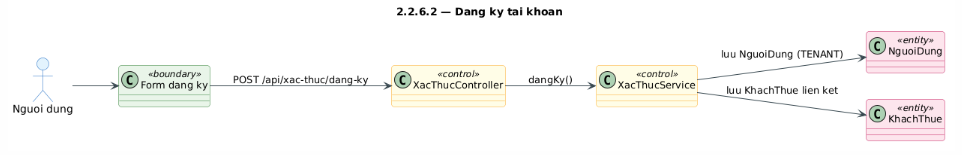 2.2.6.2 — Dang ky tai khoan
Nguoi dung
C «boundary»
Form dang ky
POST /api/xac-thuc/dang-ky
C «control»
XacThucController
dangKy()
C «control»
XacThucService
luu NguoiDung (TENANT)
luu KhachThue lien ket
C «entity»
NguoiDung
C «entity»
KhachThue